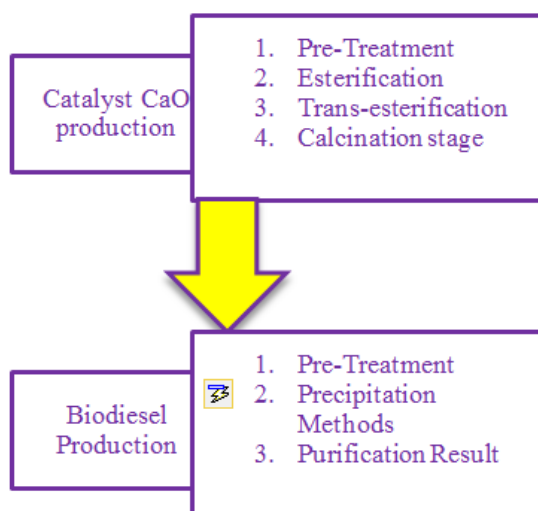 Catalyst CaO
production
1. Pre-Treatment
2. Esterification
3. Trans-esterification
4. Calcination stage
Biodiesel
Production
1. Pre-Treatment
2. Precipitation
Methods
3. Purification Result